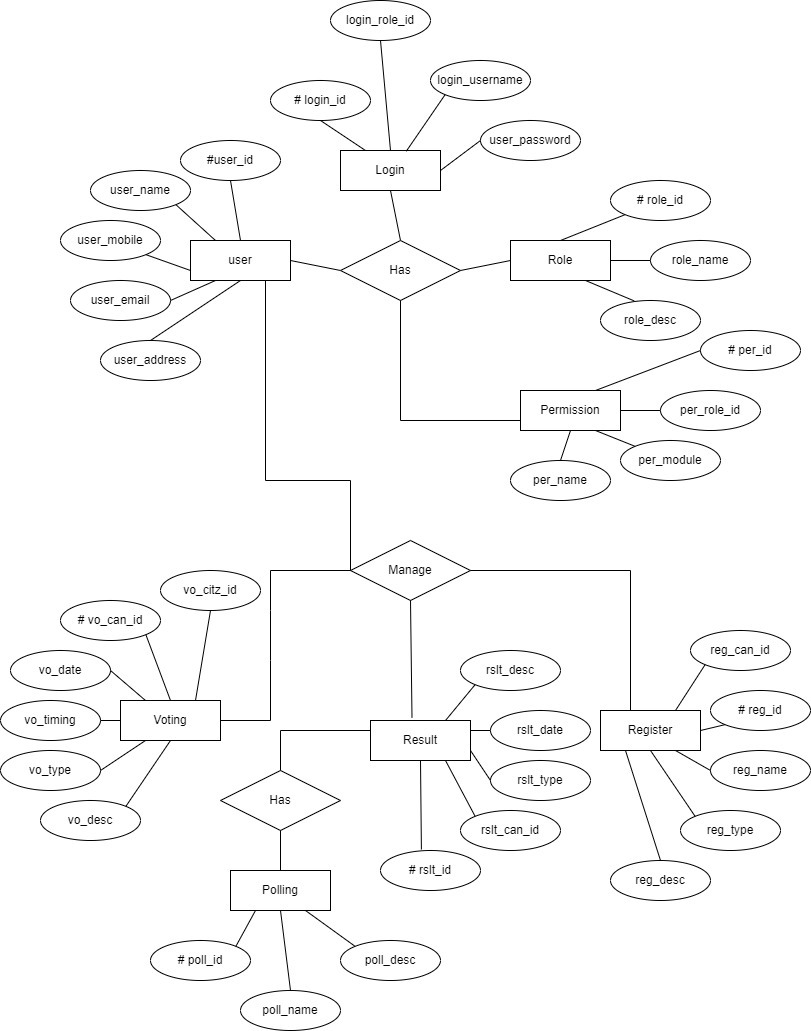 login_role_id
login_username
# login_id
user_password
#user_id
Login
user_name
# role_id
user_mobile
user
Has
Role
role_name
user_email
role_desc
user_address
# per_id
Permission
per_role_id
per_module
per_name
Manage
vo_citz_id
# vo_can_id
reg_can_id
vo_date
rslt_desc
# reg_id
vo_timing
Voting
Result
rslt_date
Register
vo_type
rslt_type
reg_name
Has
vo_desc
rslt_can_id
reg_type
# rslt_id
reg_desc
Polling
# poll_id
poll_desc
poll_name